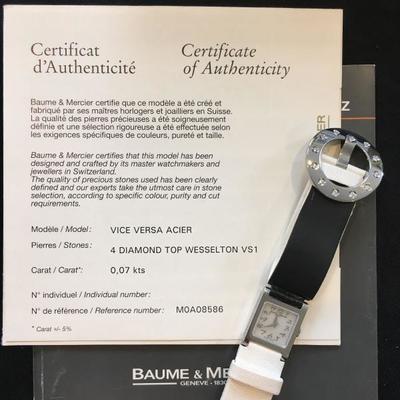 Certificat
d'Authenticité
Certificate
of Authenticity
Baume & Mercier certifie que ce modèle a été créé et
fabriqué par ses maîtres horlogers et joailliers en Suisse.
La qualité des pierres précieuses a été soigneusement
définie et une sélection rigoureuse a été effectuée selon
les exigences spécifiques de couleurs, pureté et taille.
Baume & Mercier certify that this model has been
designed and crafted by its master watchmakers and
jewellers in Switzerland.
The quality of precious stones used has been clearly
defined and our experts take the utmost care in stone
selection, according to specific colour, purity and cut
requirements.
Modèle / Model: VICE VERSA ACIER
Pierres / Stones: 4 DIAMOND TOP WESSELTON VS1
Carat / Carat*: 0,07 kts
N° individuel / Individual number:
N° de référence / Reference number: M0A08586
* Carat +/- 5%
BAUME & ME
GENEVE - 1830